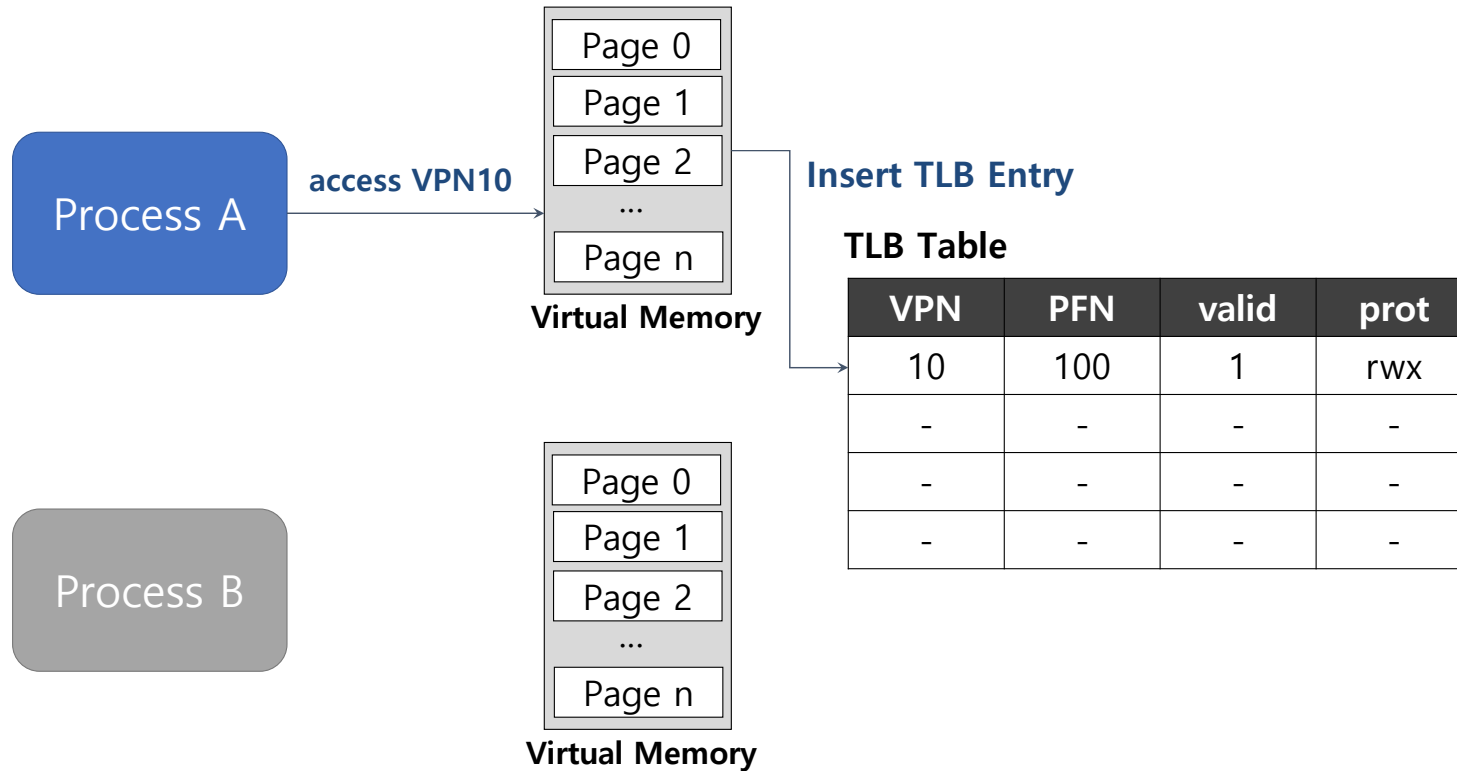 Process A
access VPN10
Page 0
Page 1
Page 2
...
Page n
Virtual Memory
Insert TLB Entry
TLB Table
VPN PFN valid prot
10 100 1 rwx
- - - -
- - - -
- - - -
Process B
Page 0
Page 1
Page 2
...
Page n
Virtual Memory